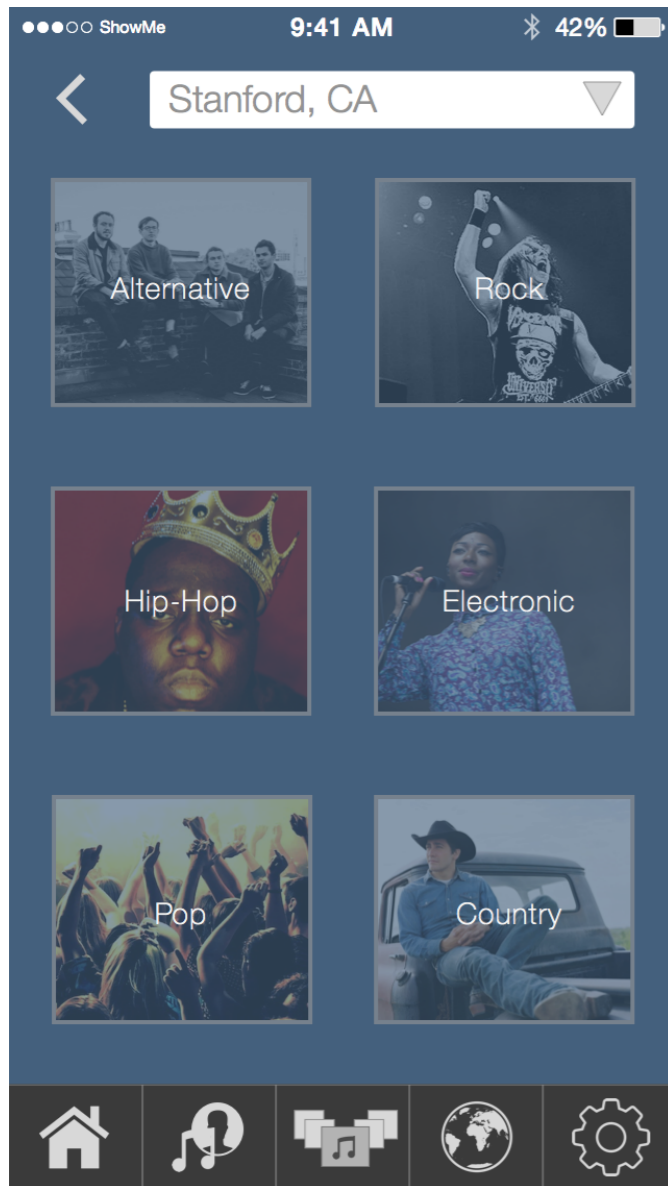 ShowMe 9:41 AM 42%
Stanford, CA
Alternative
Rock
Hip-Hop
Electronic
Pop
Country